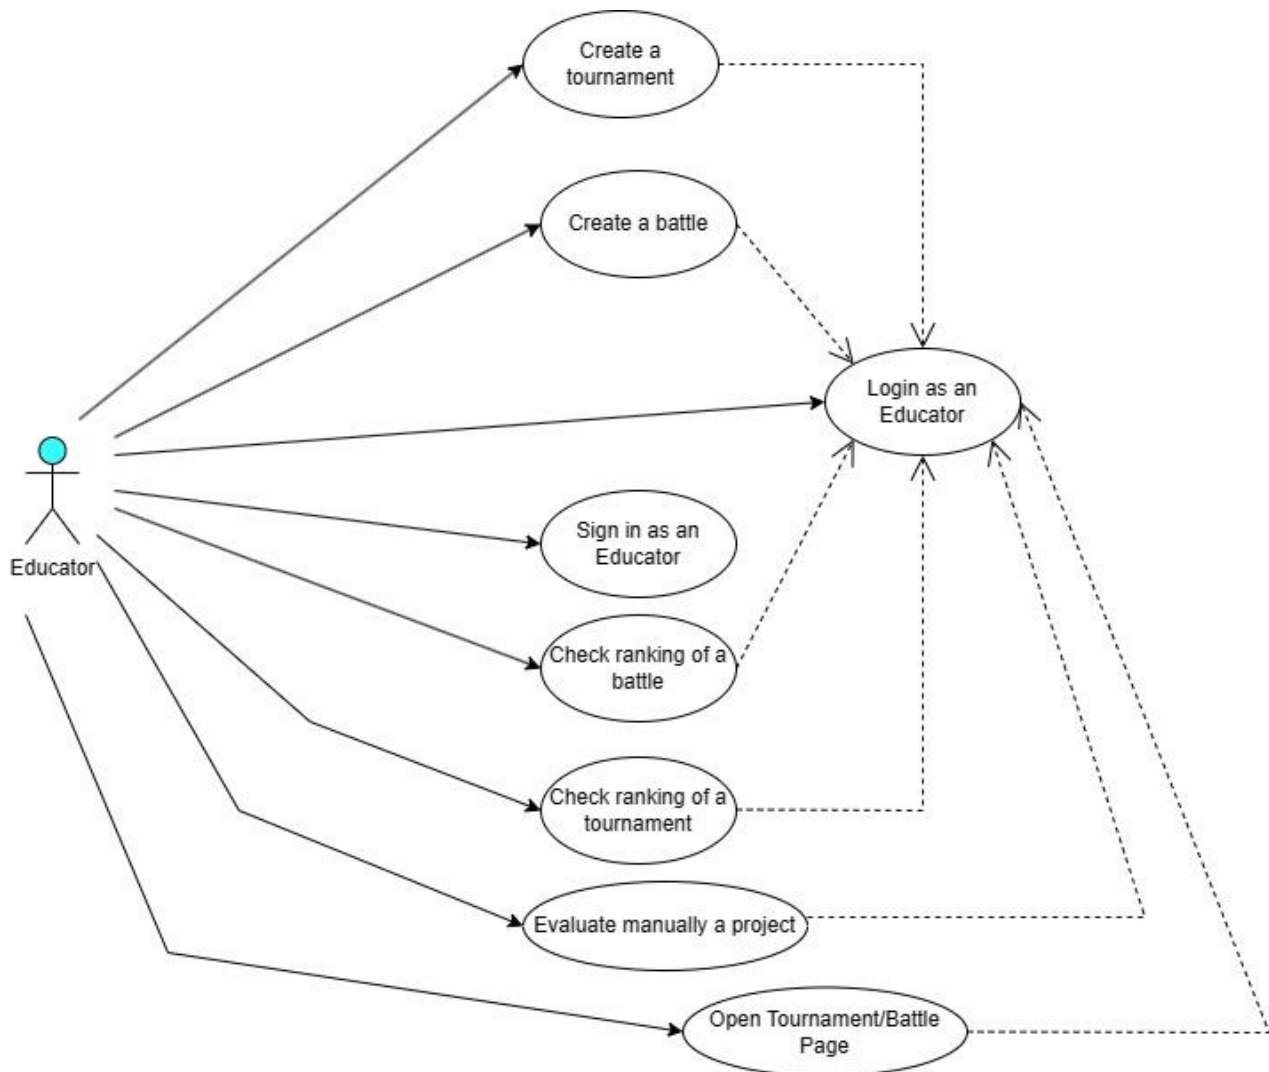 Create a
tournament
Create a battle
Login as an
Educator
Sign in as an
Educator
Educator
Check ranking of a
battle
Check ranking of a
tournament
Evaluate manually a project
Open Tournament/Battle
Page